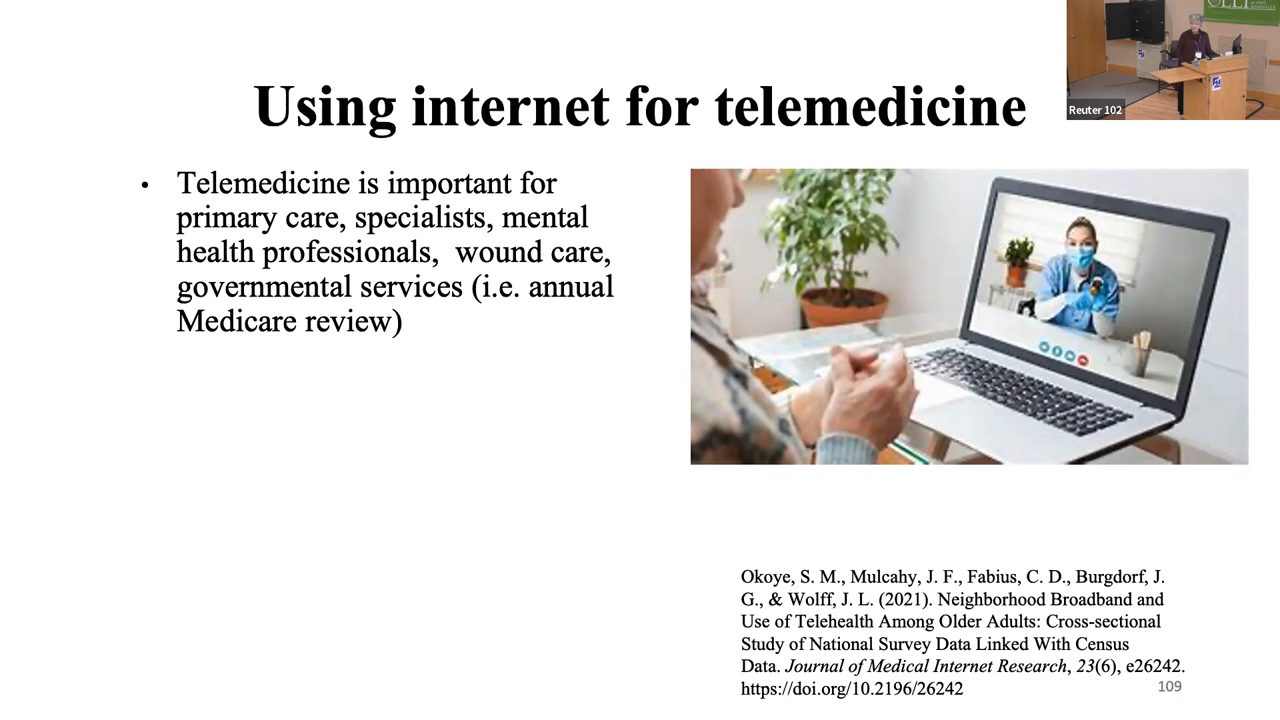 Using internet for telemedicine
• Telemedicine is important for
primary care, specialists, mental
health professionals, wound care,
governmental services (i.e. annual
Medicare review)
Reuter 102
OLLI
Okoye, S. M., Mulcahy, J. F., Fabius, C. D., Burgdorf, J.
G., & Wolff, J. L. (2021). Neighborhood Broadband and
Use of Telehealth Among Older Adults: Cross-sectional
Study of National Survey Data Linked With Census
Data. Journal of Medical Internet Research, 23(6), e26242.
https://doi.org/10.2196/26242
109